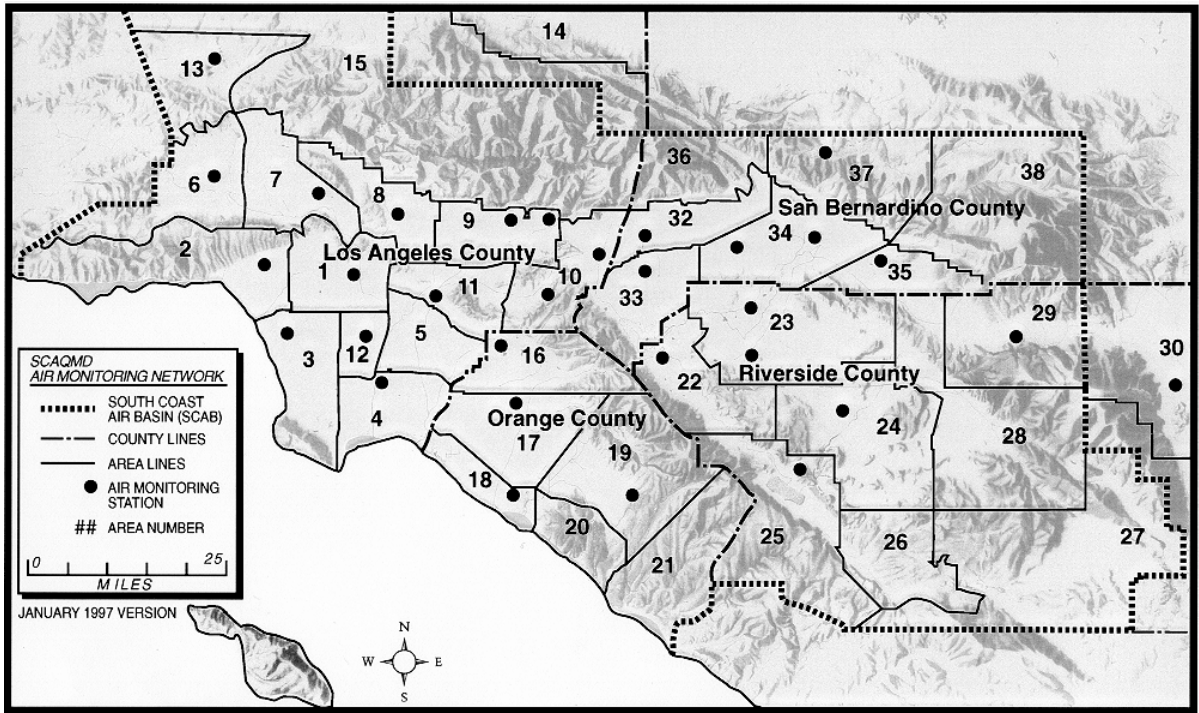 14
13
15
36
37
38
6
7
8
9
32
San Bernardino County
34
2
Los Angeles County
1
10
35
11
33
23
29
3
12
5
16
22
30
Riverside County
4
Orange County
17
24
28
19
18
20
21
25
26
27
SCAQMD
AIR MONITORING NETWORK
SOUTH COAST
AIR BASIN (SCAB)
COUNTY LINES
AREA LINES
AIR MONITORING
STATION
## AREA NUMBER
0 25
MILES
JANUARY 1997 VERSION
N
W E
S